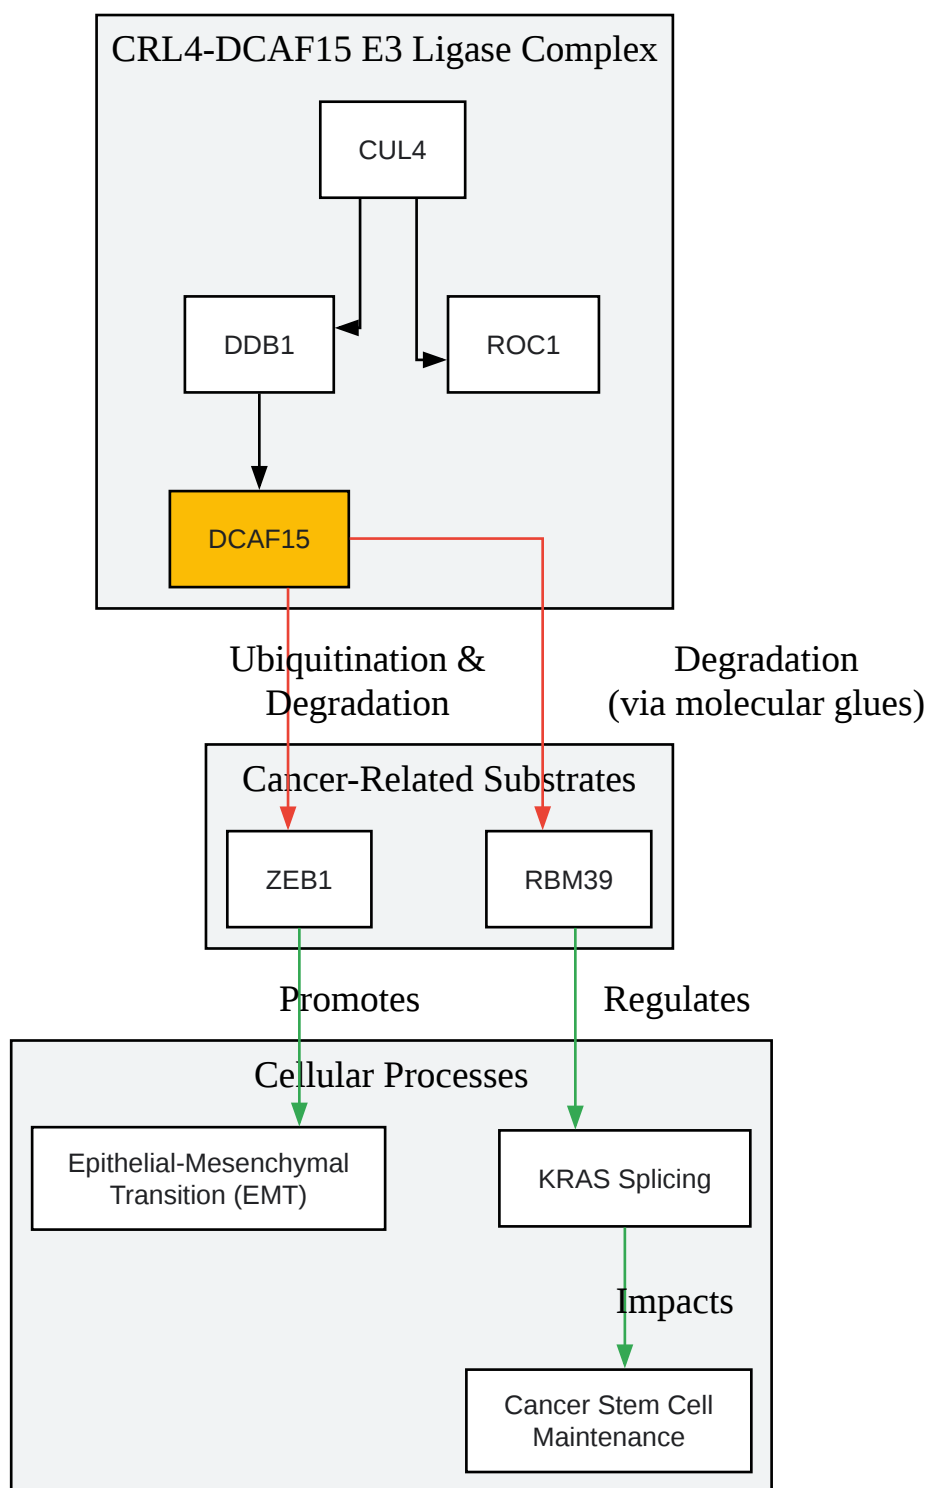 CRL4-DCAF15 E3 Ligase Complex
CUL4
DDB1
ROC1
DCAF15
Ubiquitination &
Degradation
Degradation
(via molecular glues)
Cancer-Related Substrates
ZEB1
RBM39
Promotes
Regulates
Cellular Processes
Epithelial-Mesenchymal
Transition (EMT)
KRAS Splicing
Impacts
Cancer Stem Cell
Maintenance